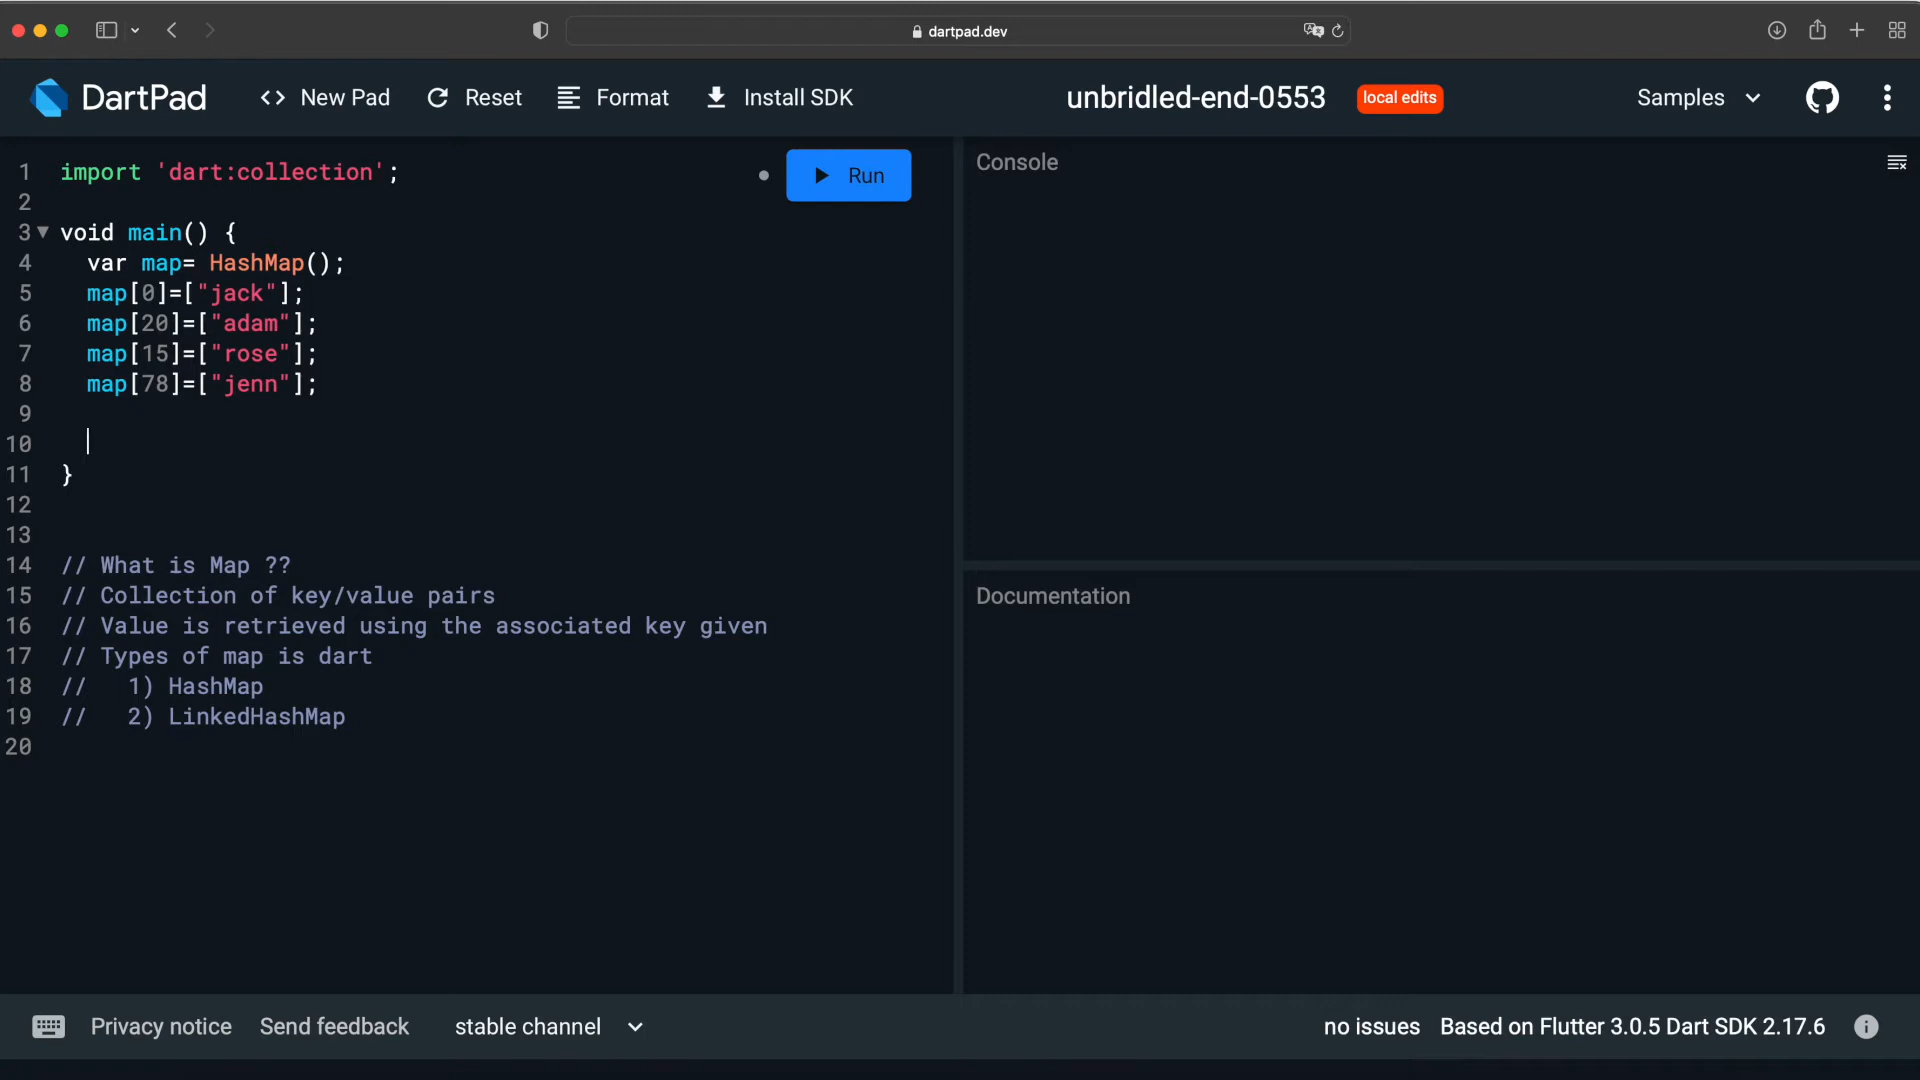 dartpad.dev
DartPad
<> New Pad
Reset
Format
Install SDK
unbridled-end-0553
local edits
Samples
1 import 'dart:collection';
2
3 void main() {
4 var map= HashMap();
5 map[0]=["jack"];
6 map[20]=["adam"];
7 map[15]=["rose"];
8 map[78]=["jenn"];
9
10
11 }
12
13
14 // What is Map ??
15 // Collection of key/value pairs
16 // Value is retrieved using the associated key given
17 // Types of map is dart
18 // 1) HashMap
19 // 2) LinkedHashMap
20
Run
Console
Documentation
Privacy notice
Send feedback
stable channel
no issues
Based on Flutter 3.0.5 Dart SDK 2.17.6